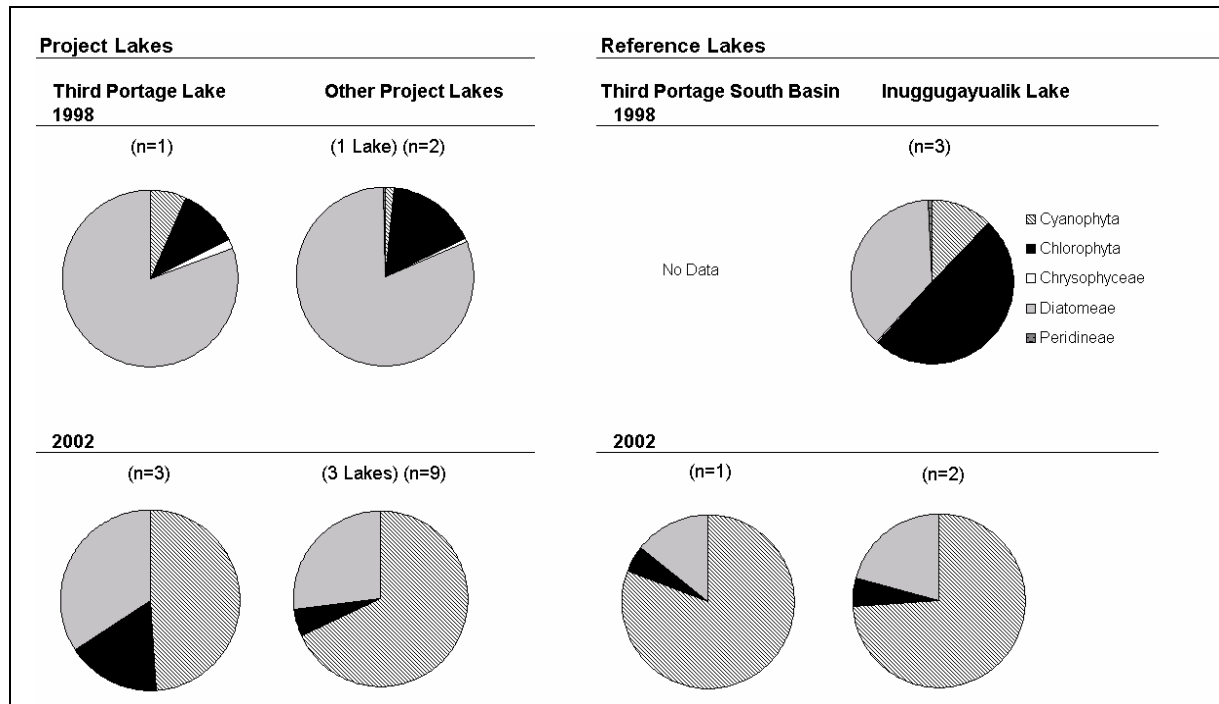 Project Lakes
Reference Lakes
Third Portage Lake
Other Project Lakes
Third Portage South Basin
Inuggugayualik Lake
1998
1998
(n=1)
(1 Lake) (n=2)
(n=3)
No Data
Cyanophyta
Chlorophyta
Chrysophyceae
Diatomeae
Peridineae
2002
2002
(n=3)
(3 Lakes) (n=9)
(n=1)
(n=2)